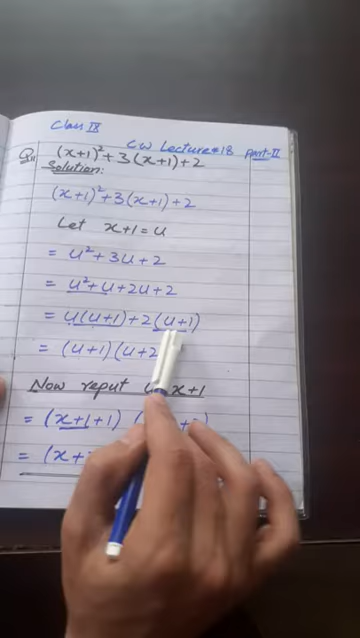 Class IX
CW Lecture#18 Part-II
Q (x+1)²+3(x+1)+2
Solution:
(x+1)²+3(x+1)+2
Let x+1=u
= u²+3u+2
= u²+u+2u+2
= u(u+1)+2(u+1)
= (u+1)(u+2
Now reput x+1
= (x+1+1)
= (x+